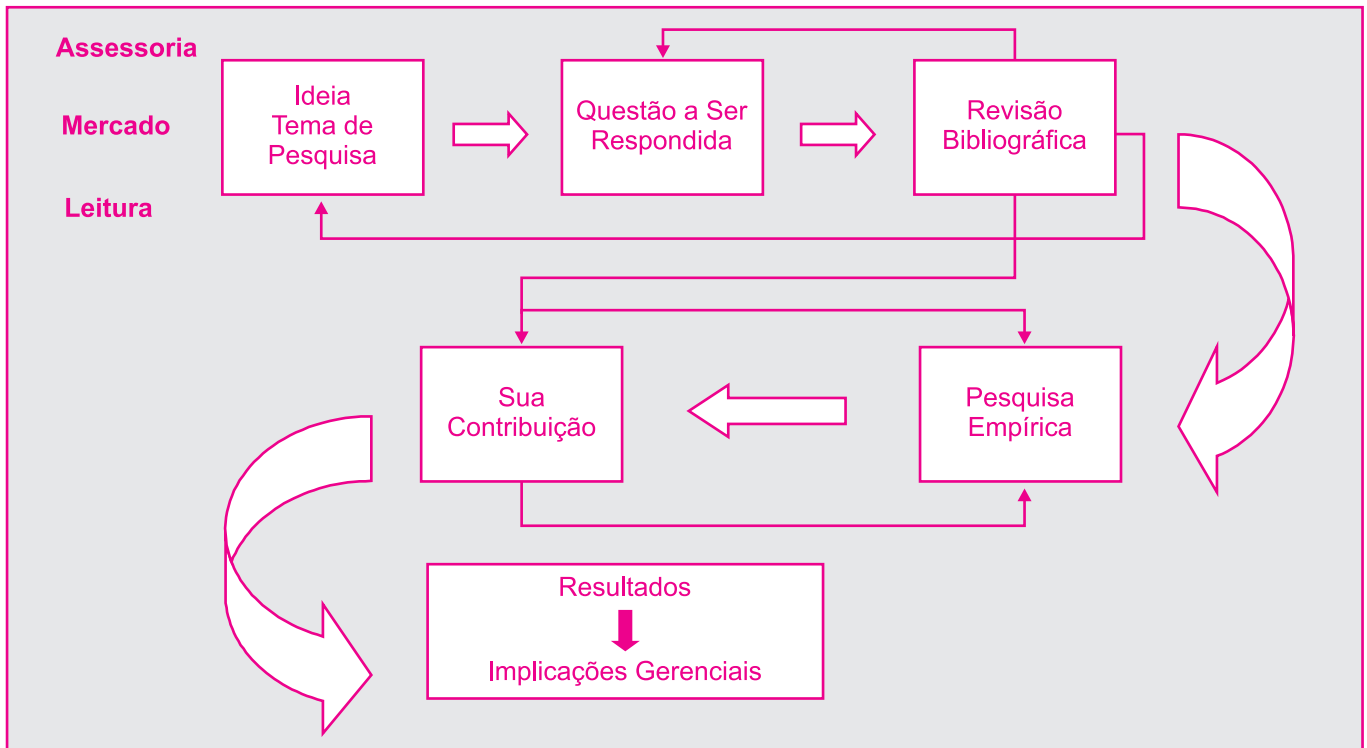 Assessoria
Mercado
Leitura
Ideia
Tema de
Pesquisa
Questão a Ser
Respondida
Revisão
Bibliográfica
Sua
Contribuição
Pesquisa
Empírica
Resultados
Implicações Gerenciais